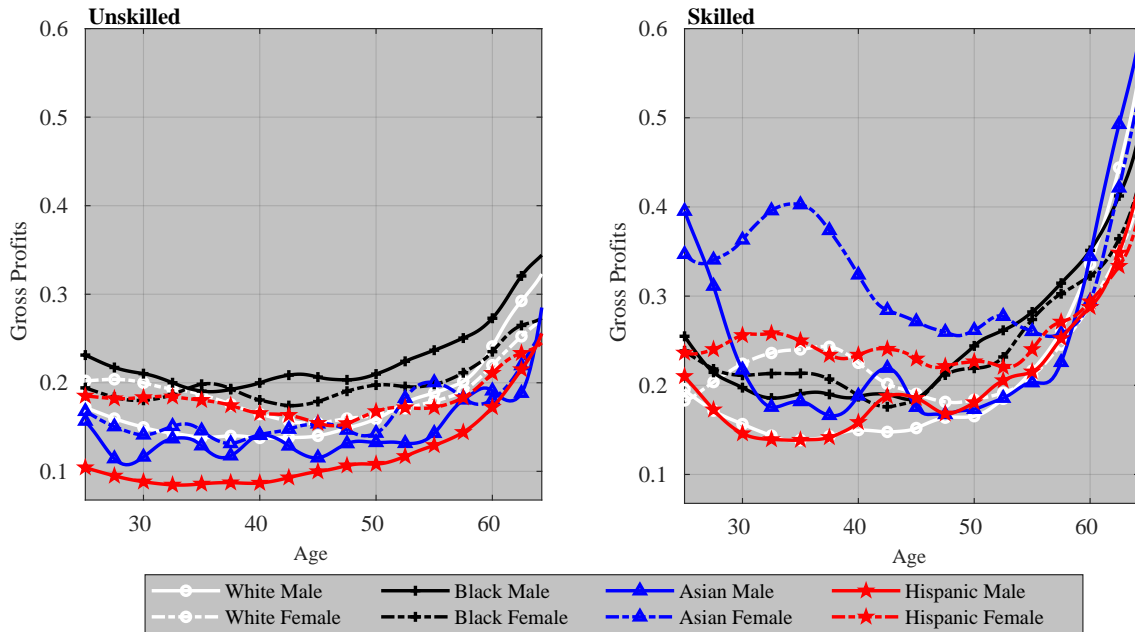 Unskilled
0.6
0.5
0.4
0.3
0.2
0.1
Gross Profits
30 40 50 60
Age
Skilled
0.6
0.5
0.4
0.3
0.2
0.1
Gross Profits
30 40 50 60
Age
White Male Black Male Asian Male Hispanic Male
White Female Black Female Asian Female Hispanic Female